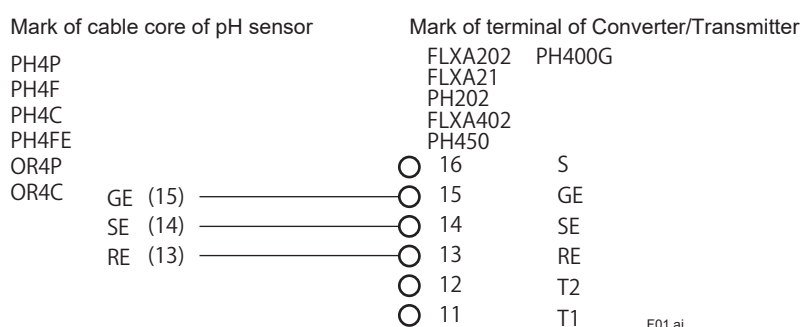 Mark of cable core of pH sensor Mark of terminal of Converter/Transmitter
PH4P
PH4F
PH4C
PH4FE
OR4P
OR4C
FLXA202 PH400G
FLXA21
PH202
FLXA402
PH450
16 S
GE (15) 15 GE
SE (14) 14 SE
RE (13) 13 RE
12 T2
11 T1
F01.ai